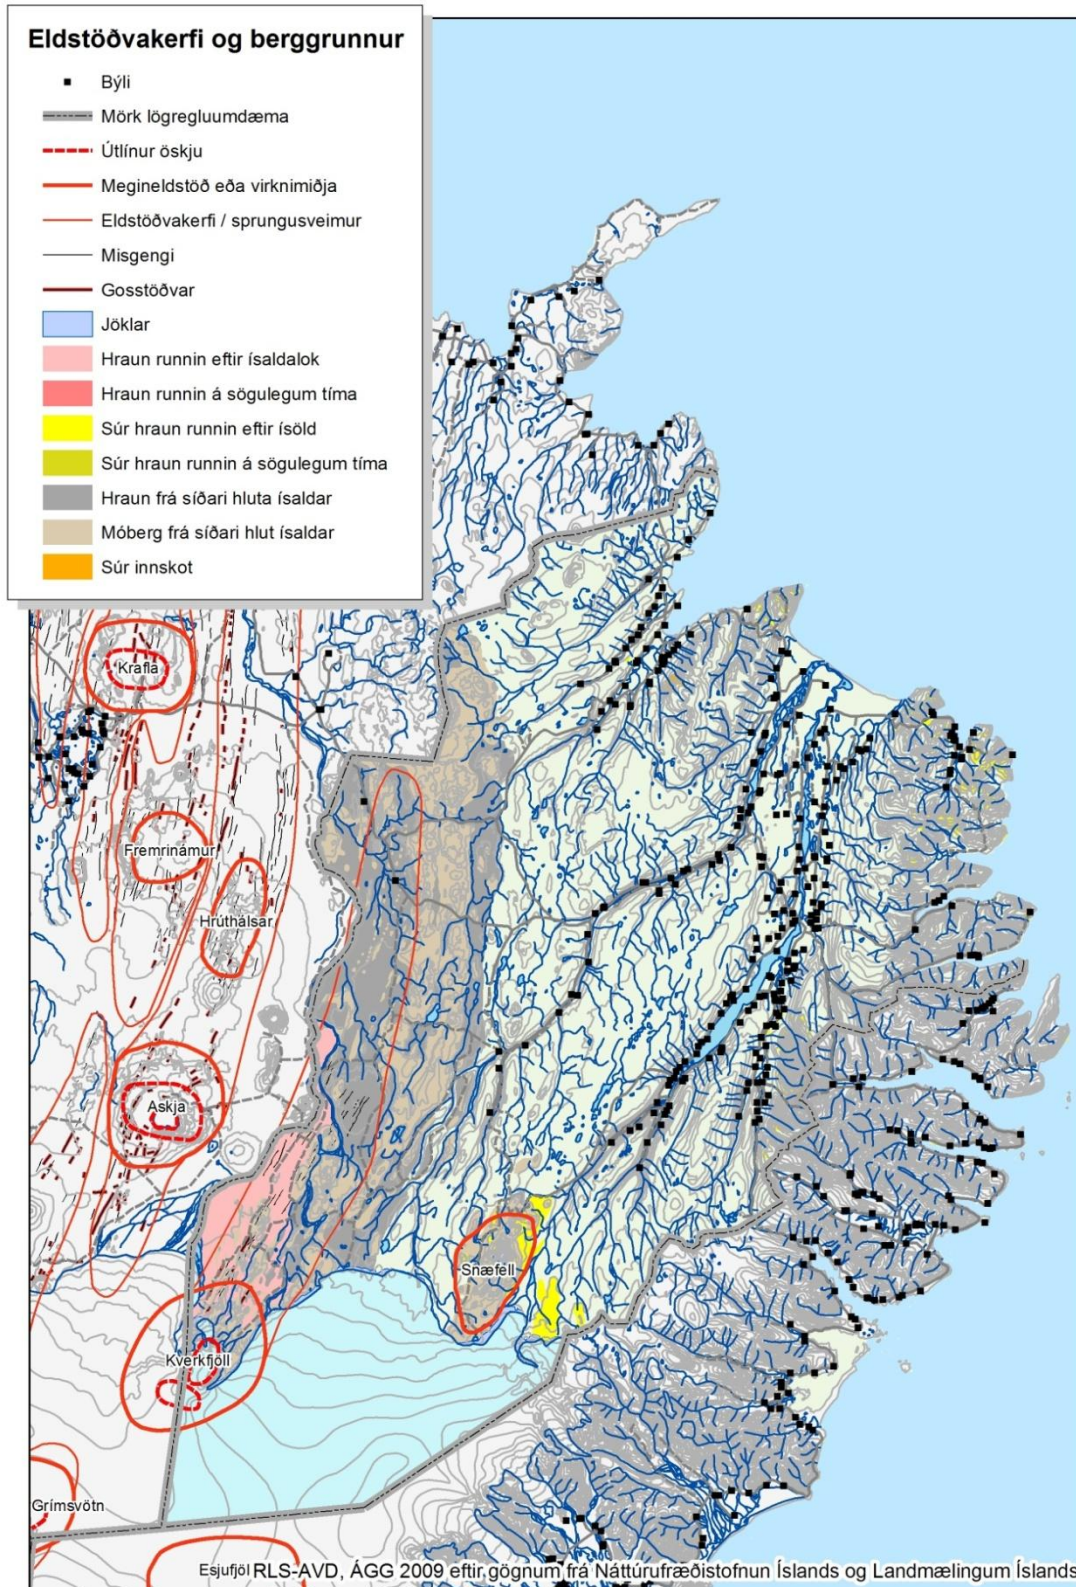 Eldstöðvakerfi og berggrunnur
Býli
Mörk lögregluumdæma
Útlínur öskju
Megineldstöð eða virknimiðja
Eldstöðvakerfi / sprungusveimur
Misgengi
Gosstöðvar
Jöklar
Hraun runnin eftir ísaldalok
Hraun runnin á sögulegum tíma
Súr hraun runnin eftir ísöld
Súr hraun runnin á sögulegum tíma
Hraun frá síðari hluta ísaldar
Móberg frá síðari hlut ísaldar
Súr innskot
Krafla
Fremrinámur
Hrúthálsar
Askja
Snæfell
Kverkfjöll
Grímsvötn
Esjufjöl RLS-AVD, ÁGG 2009 eftir gögnum frá Náttúrufræðistofnun Íslands og Landmælingum Íslands